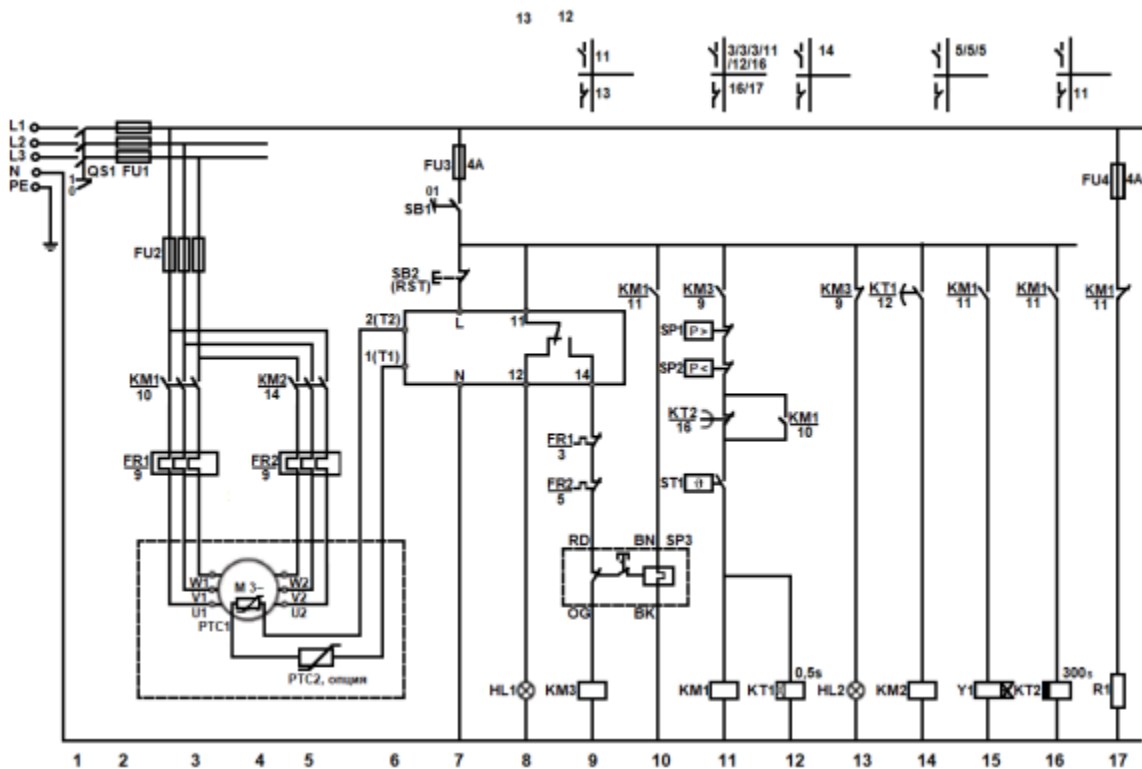 13 12
11 3/3/3/11 14 5/5/5
/12/16
13 16/17 11
L1
L2
L3
N
PE
QS1 FU1
1
0
FU3 4A
FU4 4A
01
SB1
FU2
SB2
(RST)
KM1 KM3 KM3 KT1 KM1 KM1 KM1
11 9 9 12 11 11 11
2(T2) L 11
1(T1)
N 12 14
SP1 P>
SP2 P<
KM1 KM2
10 14
KT2 KM1
16 10
FR1
3
FR1 FR2
9 9
FR2
5
ST1
RD BN SP3
OG BK
W1 M 3~ W2
V1 V2
U1 U2
PTC1
PTC2, опция
0,5s 300s
HL1 KM3 KM1 KT1 HL2 KM2 Y1 KT2 R1
1 2 3 4 5 6 7 8 9 10 11 12 13 14 15 16 17